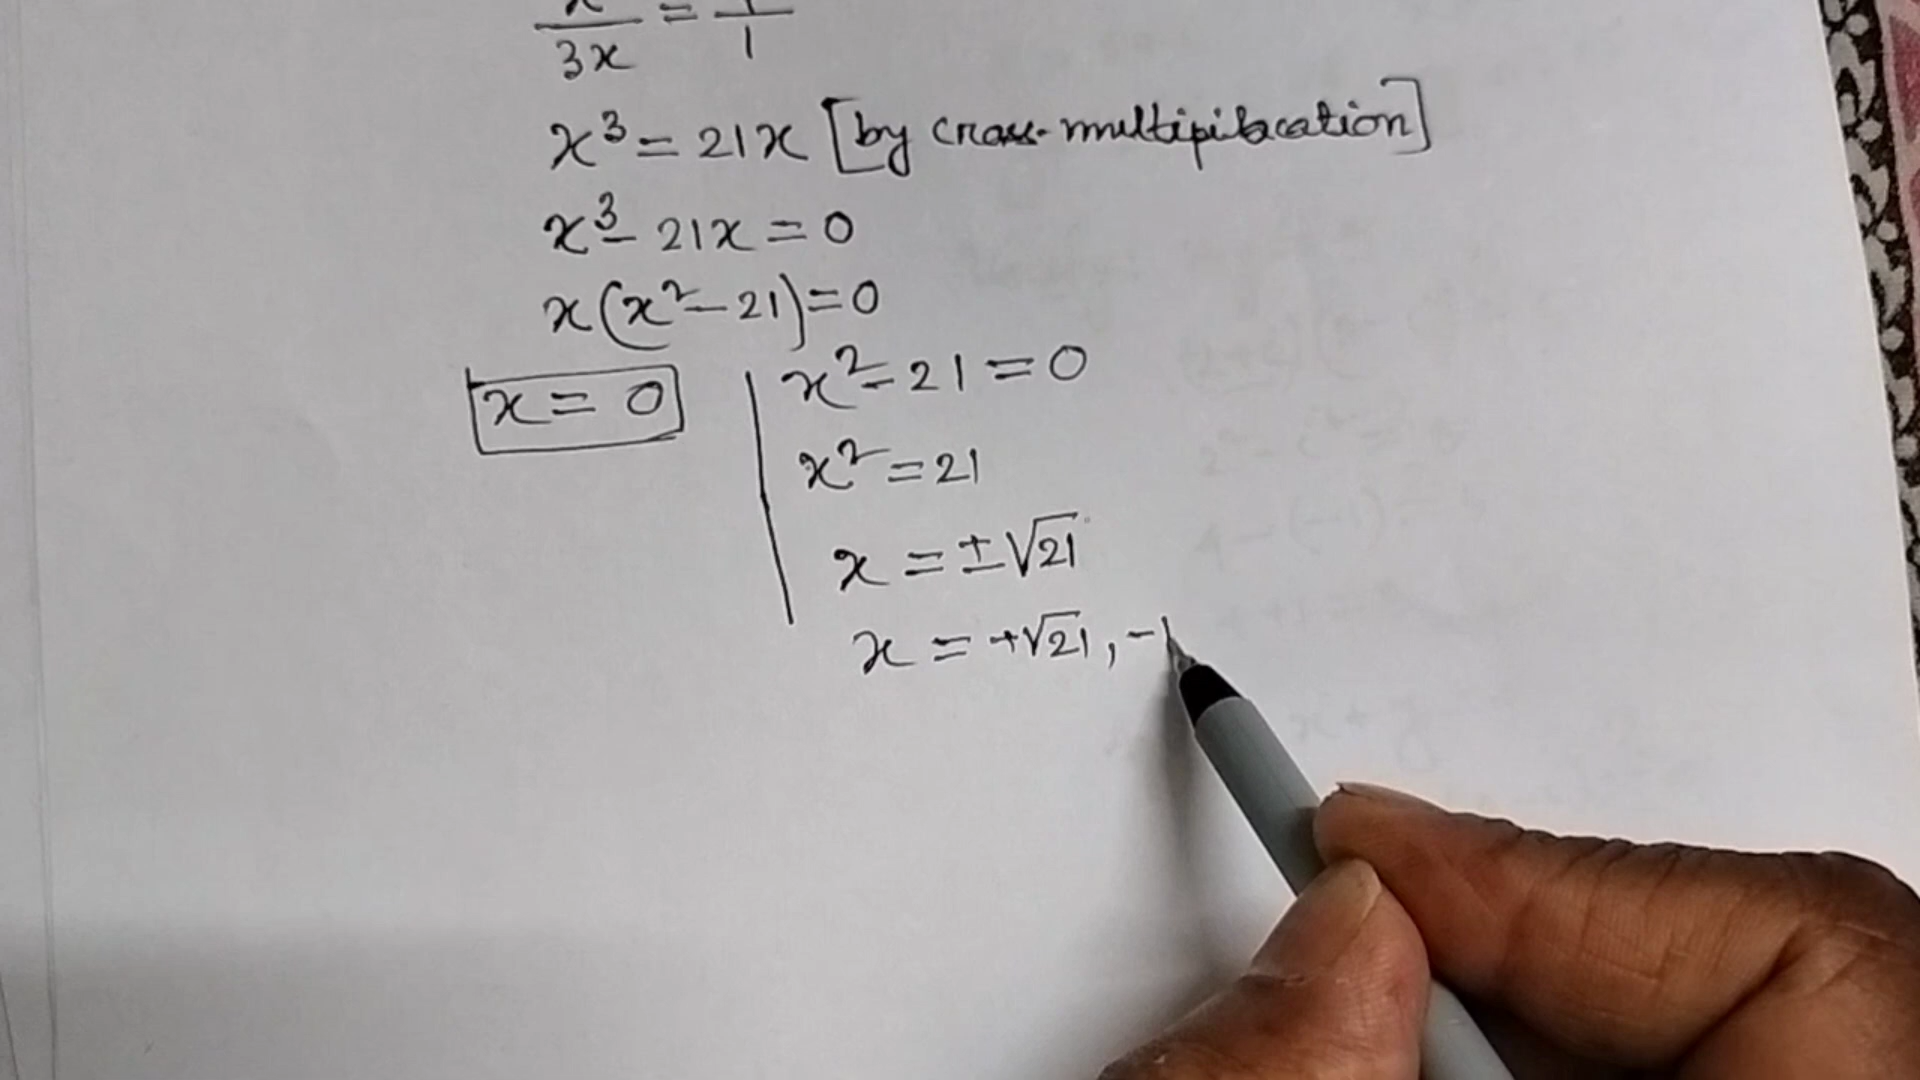 3x = 1
x³ = 21x [by cross-multipilacation]
x³ - 21x = 0
x(x² - 21) = 0
x = 0
x² - 21 = 0
x² = 21
x = ±√21
x = +√21, -